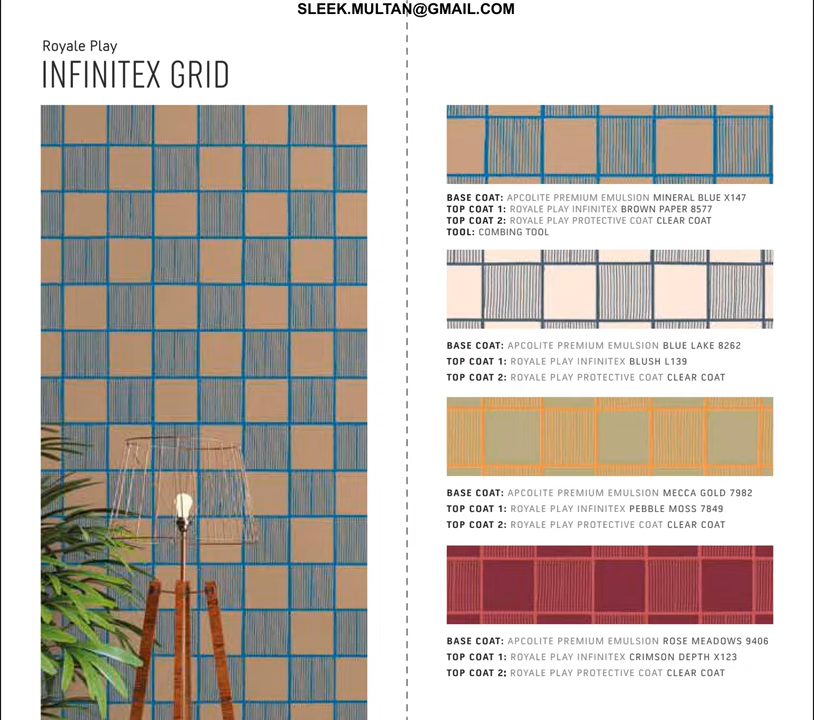 SLEEK.MULTAN@GMAIL.COM
Royale Play
INFINITEX GRID
BASE COAT: APCOLITE PREMIUM EMULSION MINERAL BLUE X147
TOP COAT 1: ROYALE PLAY INFINITEX BROWN PAPER 8577
TOP COAT 2: ROYALE PLAY PROTECTIVE COAT CLEAR COAT
TOOL: COMBING TOOL
BASE COAT: APCOLITE PREMIUM EMULSION BLUE LAKE 8262
TOP COAT 1: ROYALE PLAY INFINITEX BLUSH L139
TOP COAT 2: ROYALE PLAY PROTECTIVE COAT CLEAR COAT
BASE COAT: APCOLITE PREMIUM EMULSION MECCA GOLD 7982
TOP COAT 1: ROYALE PLAY INFINITEX PEBBLE MOSS 7849
TOP COAT 2: ROYALE PLAY PROTECTIVE COAT CLEAR COAT
BASE COAT: APCOLITE PREMIUM EMULSION ROSE MEADOWS 9406
TOP COAT 1: ROYALE PLAY INFINITEX CRIMSON DEPTH X123
TOP COAT 2: ROYALE PLAY PROTECTIVE COAT CLEAR COAT